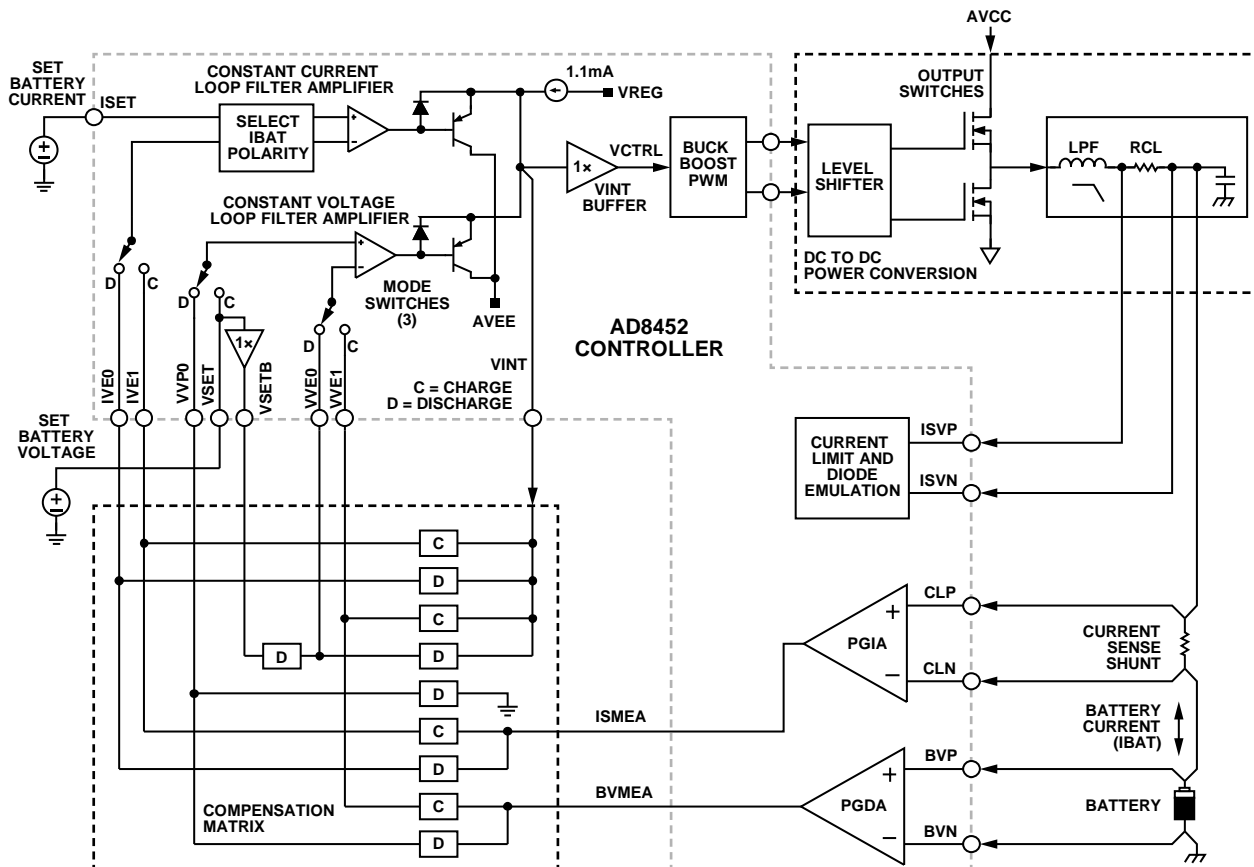 AVCC
SET
BATTERY
CURRENT
ISET
CONSTANT CURRENT
LOOP FILTER AMPLIFIER
1.1mA
VREG
SELECT
IBAT
POLARITY
+
−
OUTPUT
SWITCHES
LPF
RCL
BUCK
BOOST
PWM
LEVEL
SHIFTER
1×
VCTRL
VINT
BUFFER
CONSTANT VOLTAGE
LOOP FILTER AMPLIFIER
+
−
DC TO DC
POWER CONVERSION
D
C
D
C
MODE
SWITCHES
(3)
AVEE
1×
D
C
AD8452
CONTROLLER
VINT
C = CHARGE
D = DISCHARGE
IVE0
IVE1
VVP0
VSET
VSETB
VVE0
VVE1
SET
BATTERY
VOLTAGE
CURRENT
LIMIT AND
DIODE
EMULATION
ISVP
ISVN
C
D
C
D
D
D
C
D
C
D
COMPENSATION
MATRIX
ISMEA
BVMEA
PGIA
+
−
CLP
CLN
CURRENT
SENSE
SHUNT
BATTERY
CURRENT
(IBAT)
PGDA
+
−
BVP
BVN
BATTERY